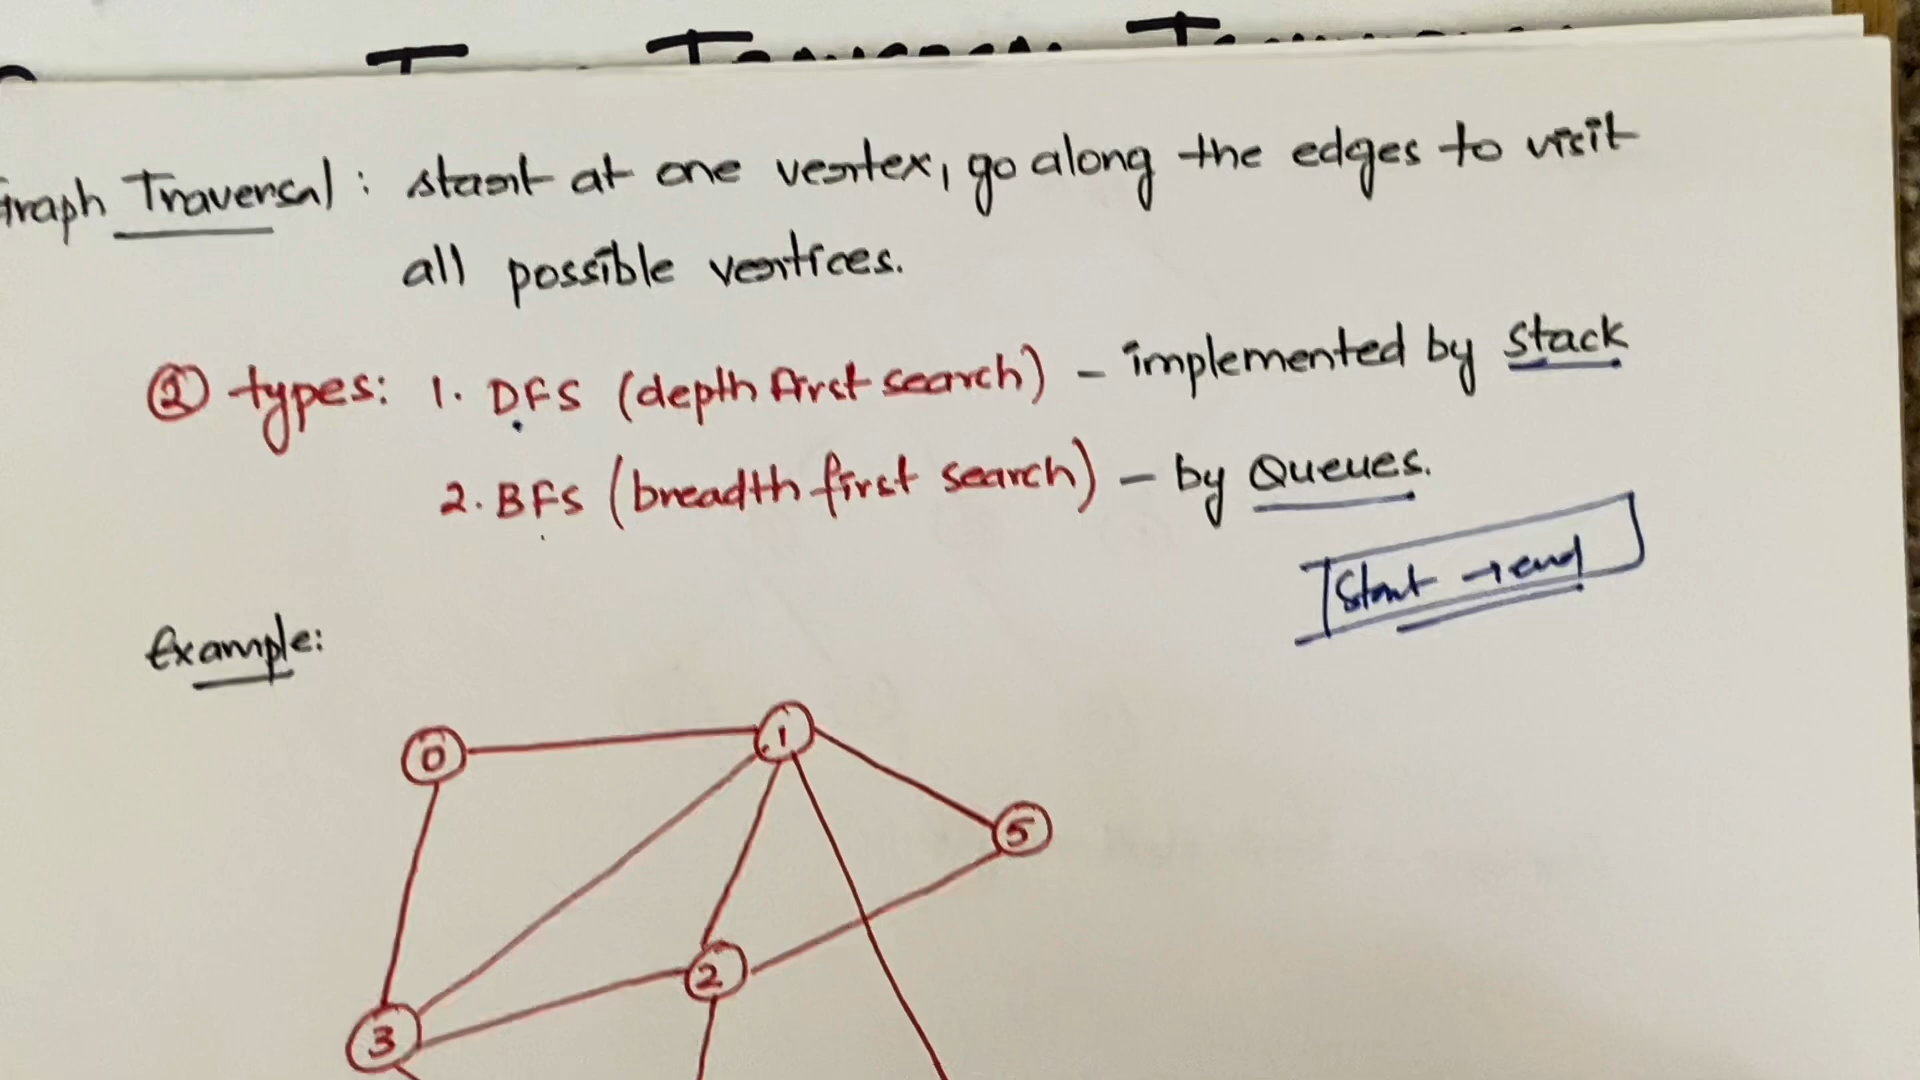 Graph Traversal: start at one vertex, go along the edges to visit
all possible vertices.
② types: 1. DFS (depth first search) - implemented by stack
2. BFS (breadth first search) - by Queues.
Start → end
Example:
0
1
5
2
3